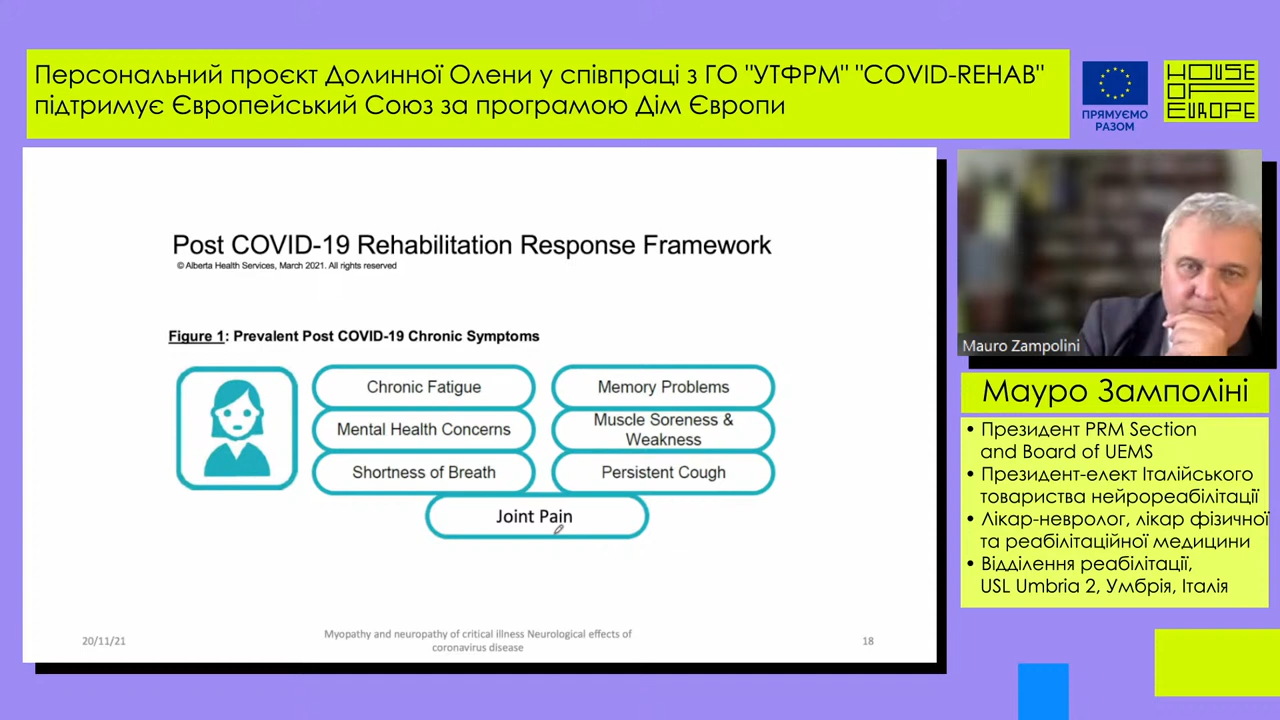 Персональний проєкт Долинної Олени у співпраці з ГО "УТФРМ" "COVID-REHAB"
підтримує Європейський Союз за програмою Дім Європи
ПРЯМУЄМО
РАЗОМ
HOUSE
OF
EUROPE
Post COVID-19 Rehabilitation Response Framework
© Alberta Health Services, March 2021. All rights reserved
Figure 1: Prevalent Post COVID-19 Chronic Symptoms
Chronic Fatigue
Memory Problems
Mental Health Concerns
Muscle Soreness &
Weakness
Shortness of Breath
Persistent Cough
Joint Pain
20/11/21
Myopathy and neuropathy of critical illness Neurological effects of
coronavirus disease
18
Mauro Zampolini
Мауро Замполіні
• Президент PRM Section
and Board of UEMS
• Президент-елект Італійського
товариства нейрореабілітації
• Лікар-невролог, лікар фізичної
та реабілітаційної медицини
• Відділення реабілітації,
USL Umbria 2, Умбрія, Італія